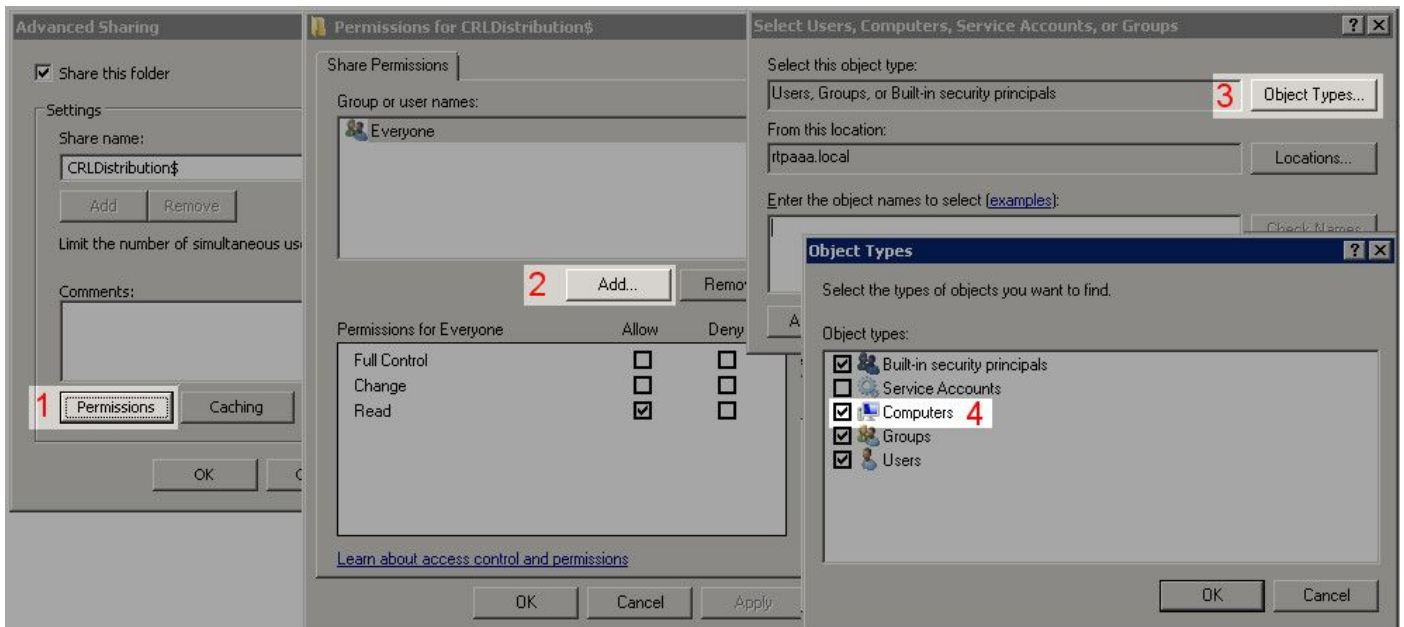 Advanced Sharing
Share this folder
Settings
Share name:
CRLDistribution$
Add Remove
Limit the number of simultaneous
Comments:
1 Permissions Caching
OK
Permissions for CRLDistribution$
Share Permissions
Group or user names:
Everyone
2 Add...
Permissions for Everyone Allow Deny
Full Control
Change
Read
Learn about access control and permissions
OK Cancel Apply
Select Users, Computers, Service Accounts, or Groups
Select this object type:
Users, Groups, or Built-in security principals 3 Object Types...
From this location:
rtpaaa.local Locations...
Enter the object names to select (examples):
Check Names
Object Types
Select the types of objects you want to find.
Object types:
Built-in security principals
Service Accounts
Computers 4
Groups
Users
OK Cancel